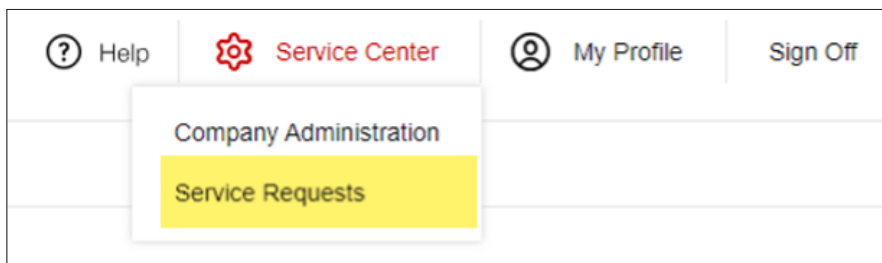 Help Service Center My Profile Sign Off
Company Administration
Service Requests